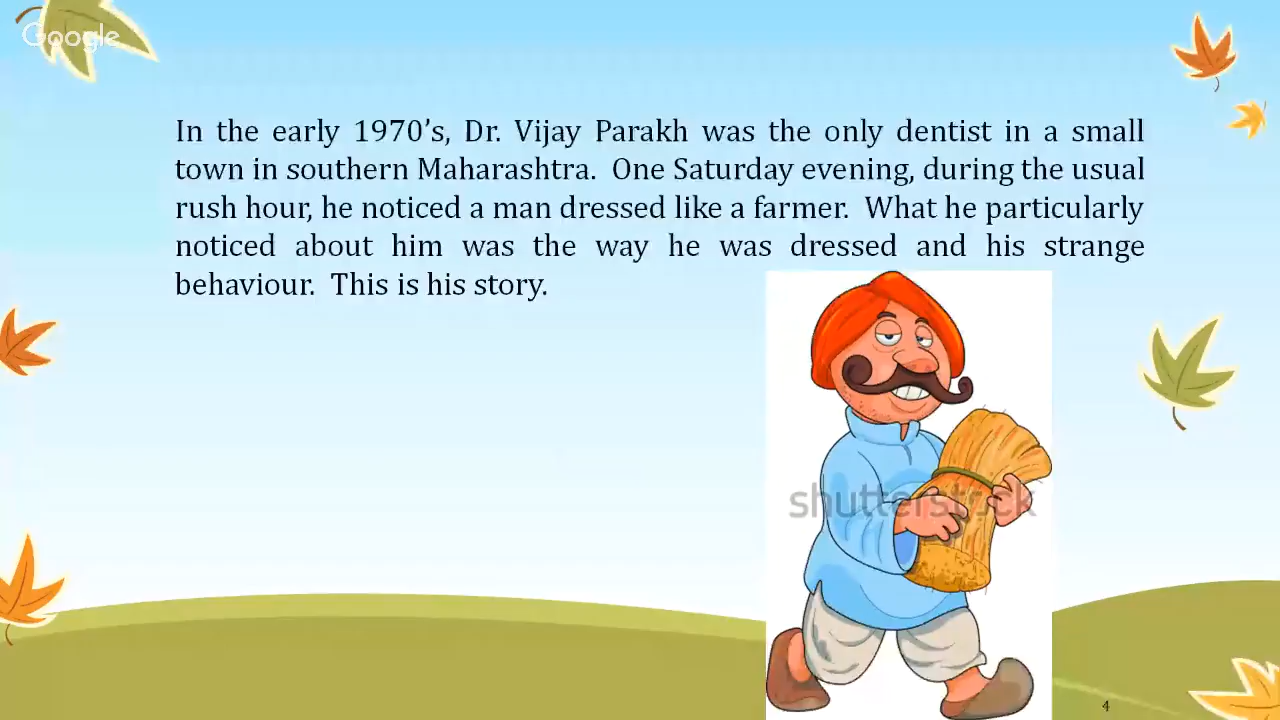 Google
In the early 1970’s, Dr. Vijay Parakh was the only dentist in a small
town in southern Maharashtra.  One Saturday evening, during the usual
rush hour, he noticed a man dressed like a farmer.  What he particularly
noticed about him was the way he was dressed and his strange
behaviour.  This is his story.
shutterstock
4